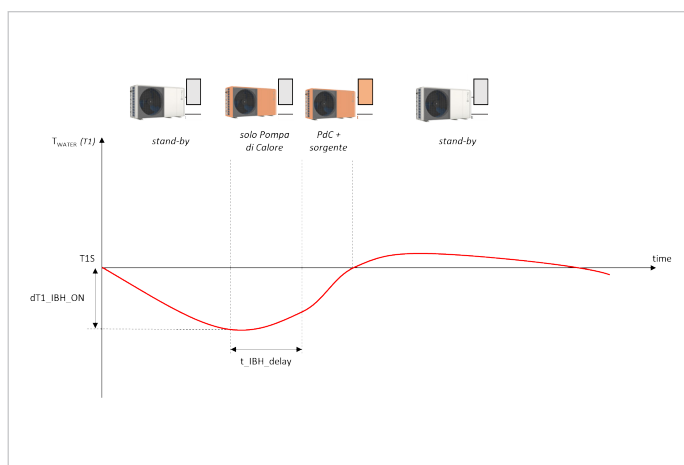 stand-by
solo Pompa
di Calore
PdC +
sorgente
stand-by
TWATER (T1)
T1S
time
dT1_IBH_ON
t_IBH_delay